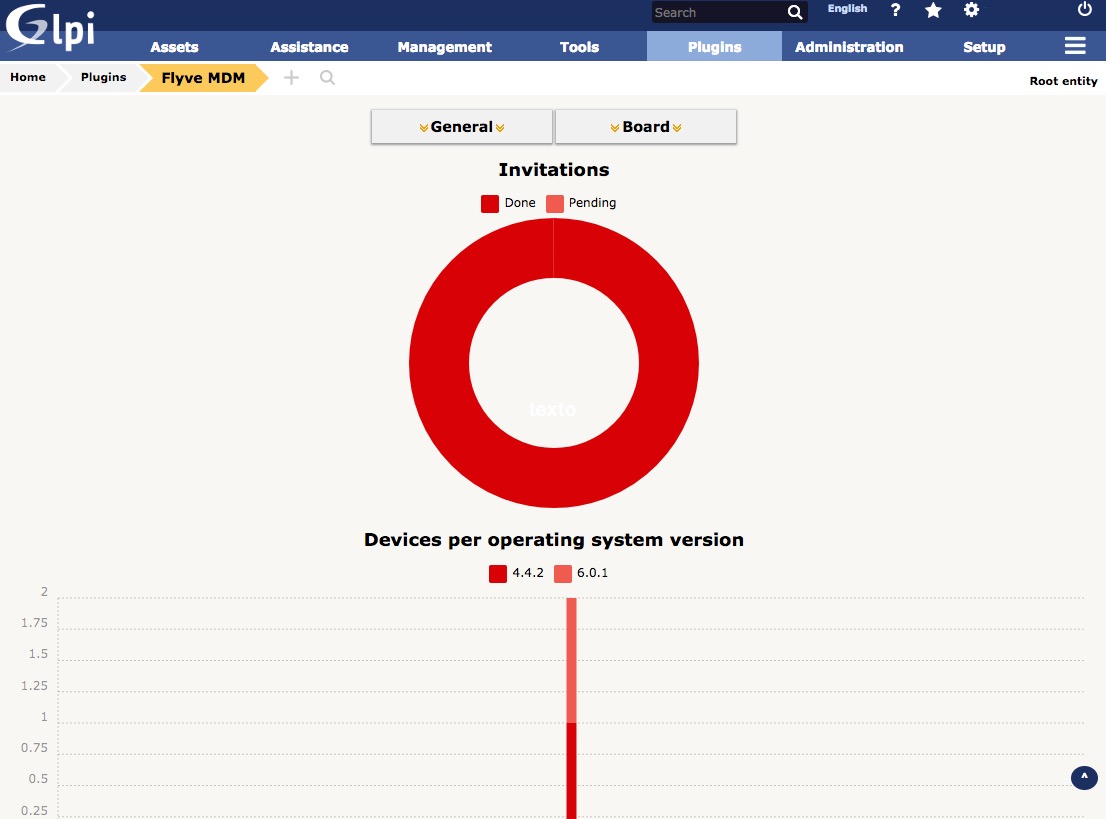 Glpi
Search
English
?
Assets Assistance Management Tools Plugins Administration Setup
Home Plugins Flyve MDM + Root entity
General Board
Invitations
Done Pending
texto
Devices per operating system version
4.4.2 6.0.1
2
1.75
1.5
1.25
1
0.75
0.5
0.25
^